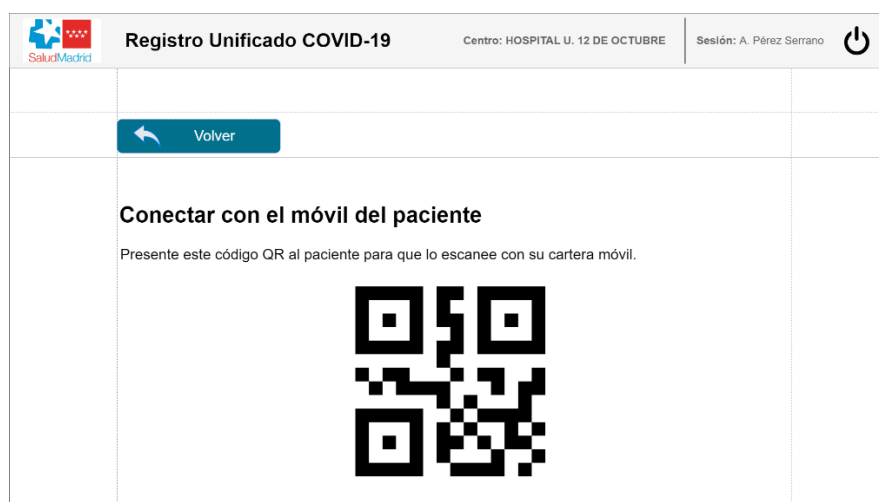 SaludMadrid
Registro Unificado COVID-19
Centro: HOSPITAL U. 12 DE OCTUBRE
Sesión: A. Pérez Serrano
Volver
Conectar con el móvil del paciente
Presente este código QR al paciente para que lo escanee con su cartera móvil.